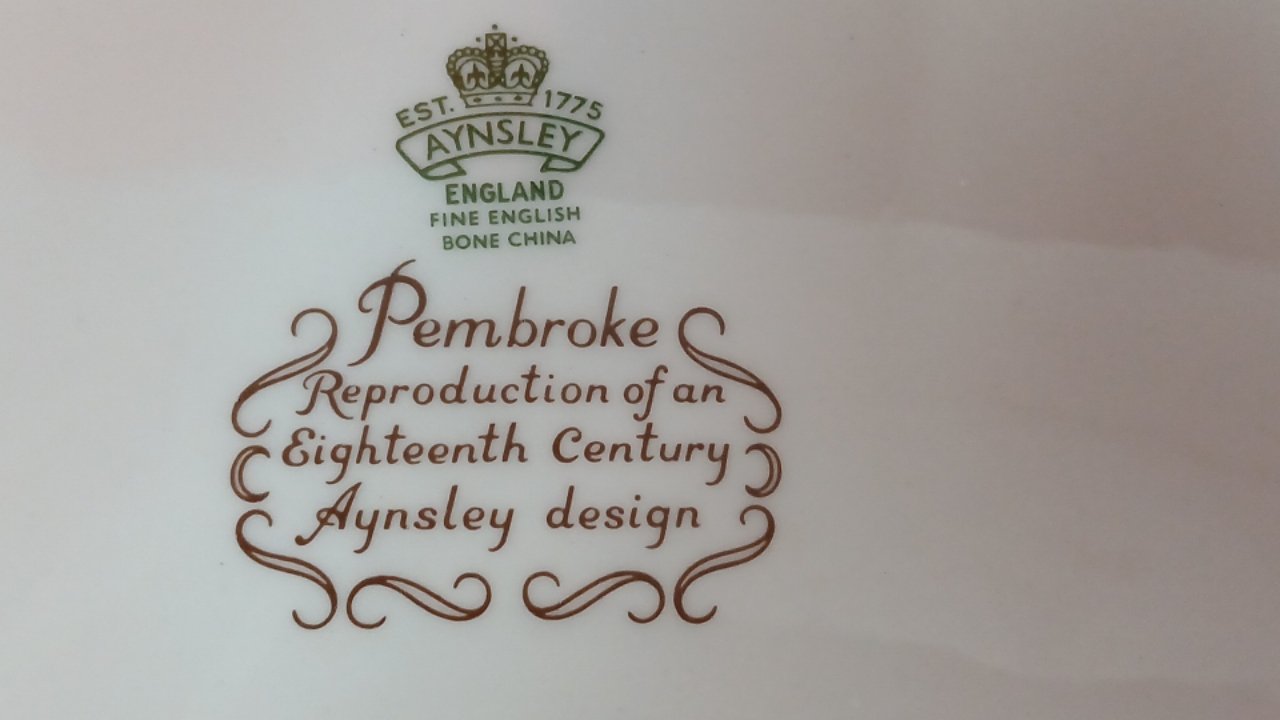 EST. 1775
AYNSLEY
ENGLAND
FINE ENGLISH
BONE CHINA
Pembroke
Reproduction of an
Eighteenth Century
Aynsley design